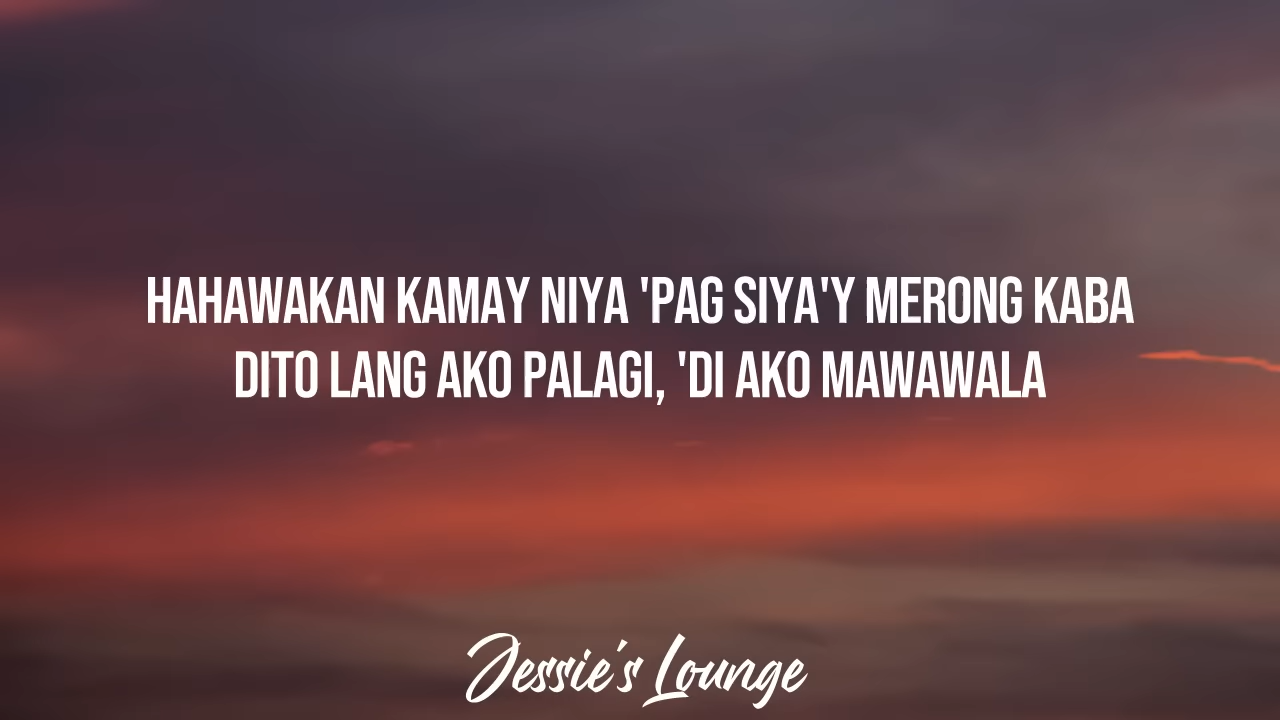 HAHAWAKAN KAMAY NIYA 'PAG SIYA'Y MERONG KABA
DITO LANG AKO PALAGI, 'DI AKO MAWAWALA
Jessie's Lounge